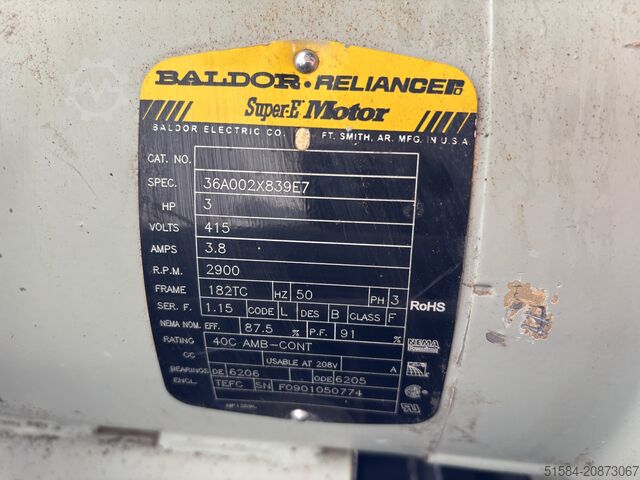 BALDOR • RELIANCER
Super-E Motor
BALDOR ELECTRIC CO. FT. SMITH, AR. MFG. IN U.S.A.
CAT. NO.
SPEC. 36A002X839E7
HP 3
VOLTS 415
AMPS 3.8
R.P.M. 2900
FRAME 182TC HZ 50 PH 3
RoHS
SER. F. 1.15 CODE L DES B CLASS F
NEMA NOM. EFF. 87.5 % P.F. 91 %
NEMA
RATING 40C AMB-CONT
CC USABLE AT 208V A
BEARINGS DE 6206 ODE 6205
ENCL. TEFC SN F0901050774
51584-20873067